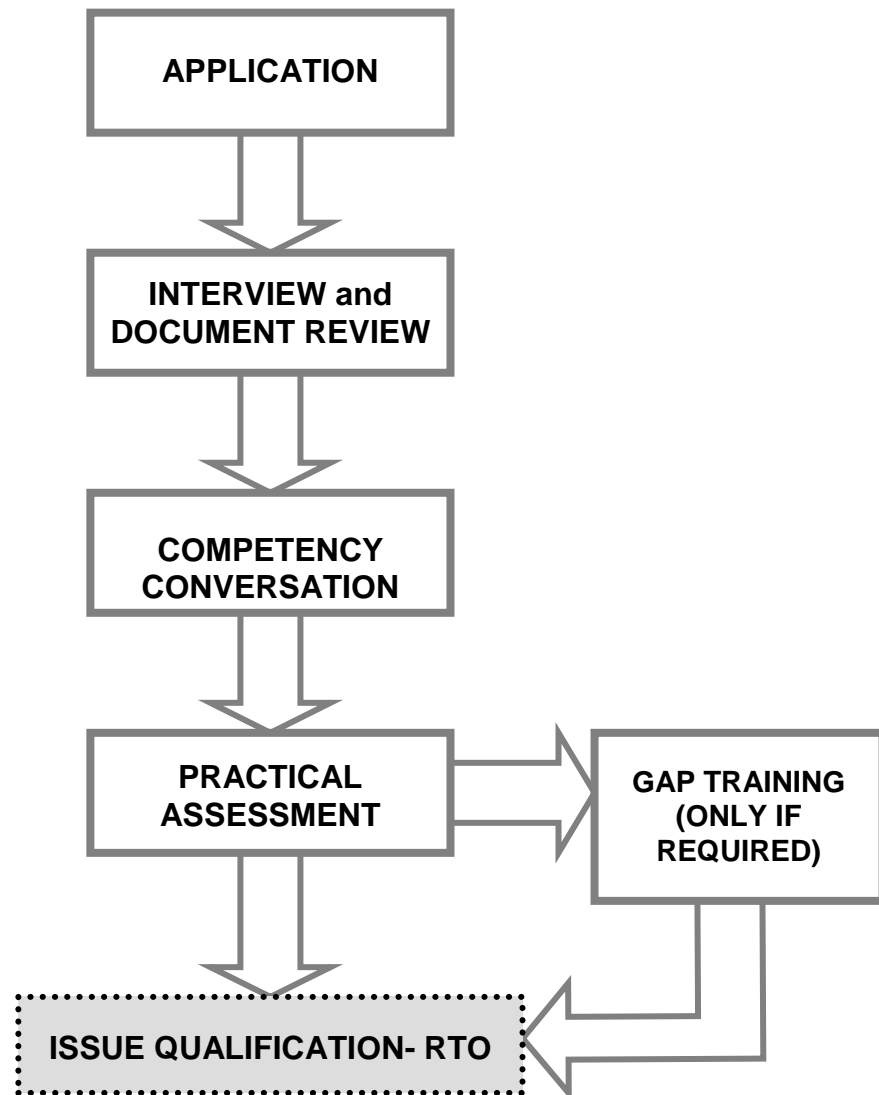 APPLICATION
INTERVIEW and
DOCUMENT REVIEW
COMPETENCY
CONVERSATION
PRACTICAL
ASSESSMENT
GAP TRAINING
(ONLY IF
REQUIRED)
ISSUE QUALIFICATION- RTO